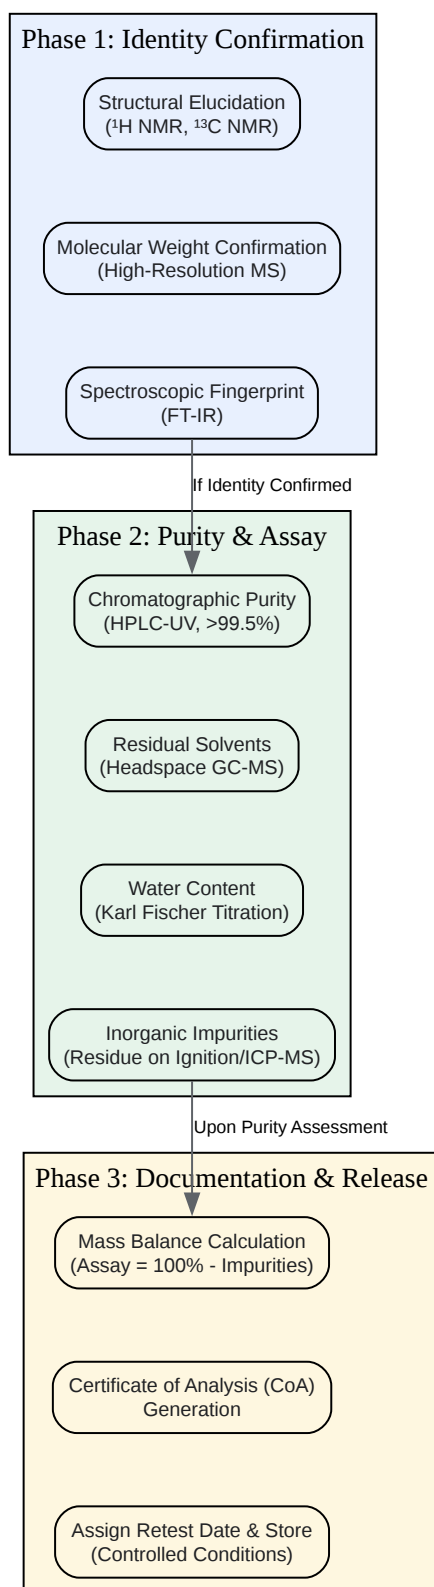 Phase 1: Identity Confirmation
Structural Elucidation
(¹H NMR, ¹³C NMR)
Molecular Weight Confirmation
(High-Resolution MS)
Spectroscopic Fingerprint
(FT-IR)
If Identity Confirmed
Phase 2: Purity & Assay
Chromatographic Purity
(HPLC-UV, >99.5%)
Residual Solvents
(Headspace GC-MS)
Water Content
(Karl Fischer Titration)
Inorganic Impurities
(Residue on Ignition/ICP-MS)
Upon Purity Assessment
Phase 3: Documentation & Release
Mass Balance Calculation
(Assay = 100% - Impurities)
Certificate of Analysis (CoA)
Generation
Assign Retest Date & Store
(Controlled Conditions)